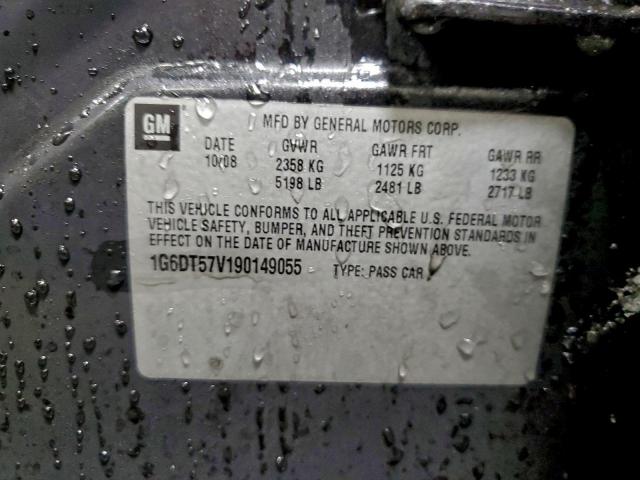 GM
MFD BY GENERAL MOTORS CORP.
DATE GVWR GAWR FRT GAWR RR
10/08 2358 KG 1125 KG 1233 KG
5198 LB 2481 LB 2717 LB
THIS VEHICLE CONFORMS TO ALL APPLICABLE U.S. FEDERAL MOTOR
VEHICLE SAFETY, BUMPER, AND THEFT PREVENTION STANDARDS IN
EFFECT ON THE DATE OF MANUFACTURE SHOWN ABOVE.
1G6DT57V190149055 TYPE: PASS CAR